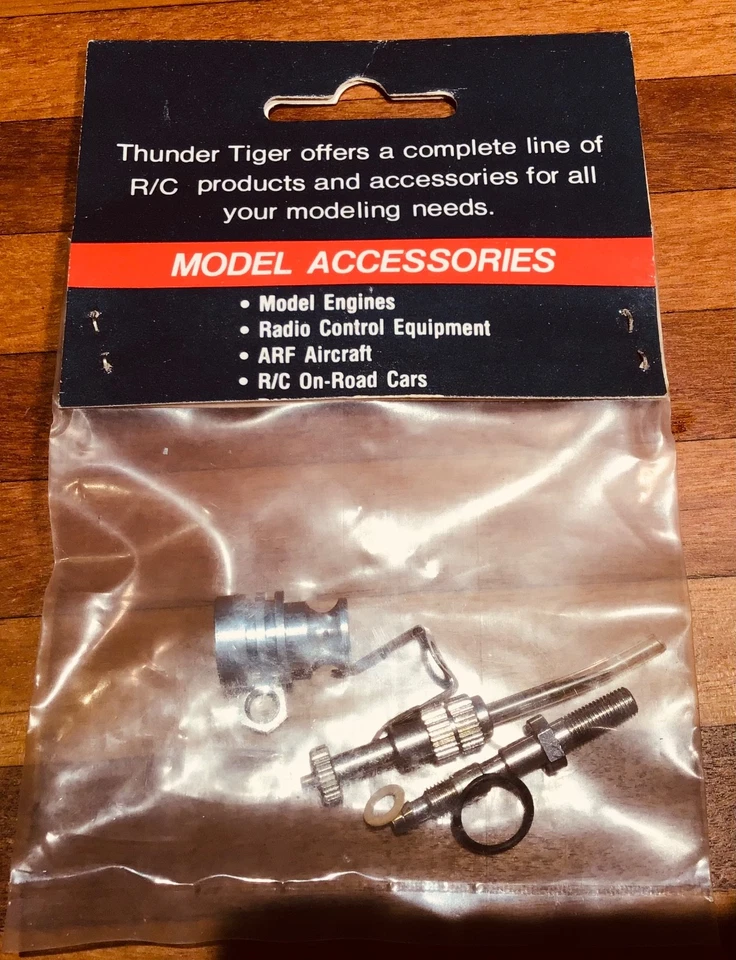 Thunder Tiger offers a complete line of
R/C products and accessories for all
your modeling needs.
MODEL ACCESSORIES
• Model Engines
• Radio Control Equipment
• ARF Aircraft
• R/C On-Road Cars